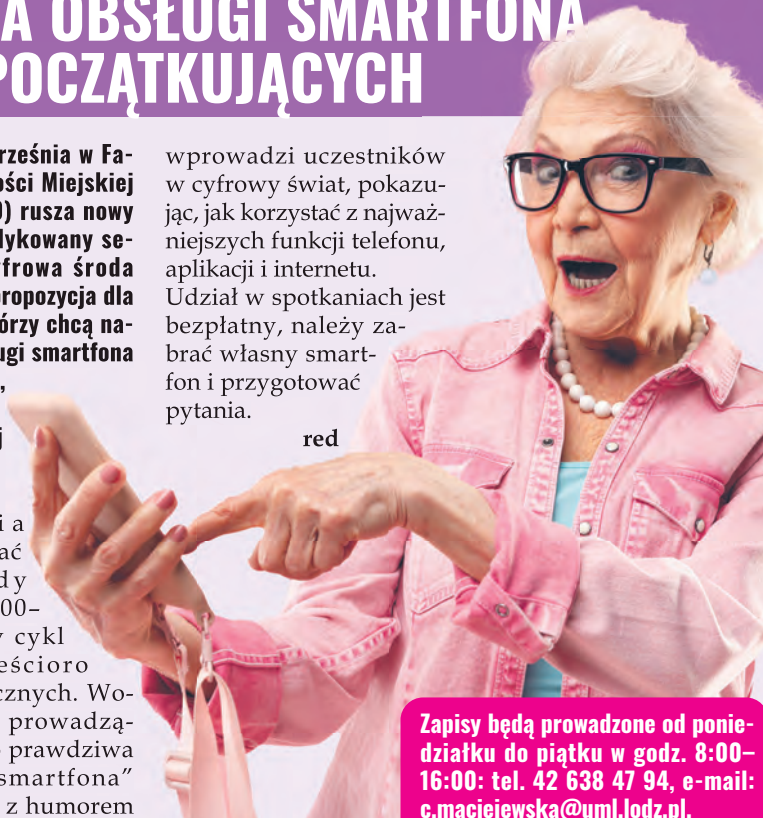 A OBSŁUGI SMARTFONA
POCZĄTKUJĄCYCH
rześnia w Fa-
ości Miejskiej
0) rusza nowy
dykowany se-
yfrowa środa
propozycja dla
órzy chcą na-
ugi smartfona
i a
ać
dy
00–
y cykl
eścioro
cznych. Wo-
prowadzą-
o prawdziwa
smartfona”
z humorem
wprowadzi uczestników
w cyfrowy świat, pokazu-
jąc, jak korzystać z najważ-
niejszych funkcji telefonu,
aplikacji i internetu.
Udział w spotkaniach jest
bezpłatny, należy za-
brać własny smart-
fon i przygotować
pytania.
red
Zapisy będą prowadzone od ponie-
działku do piątku w godz. 8:00–
16:00: tel. 42 638 47 94, e-mail:
c.maciejewska@uml.lodz.pl.